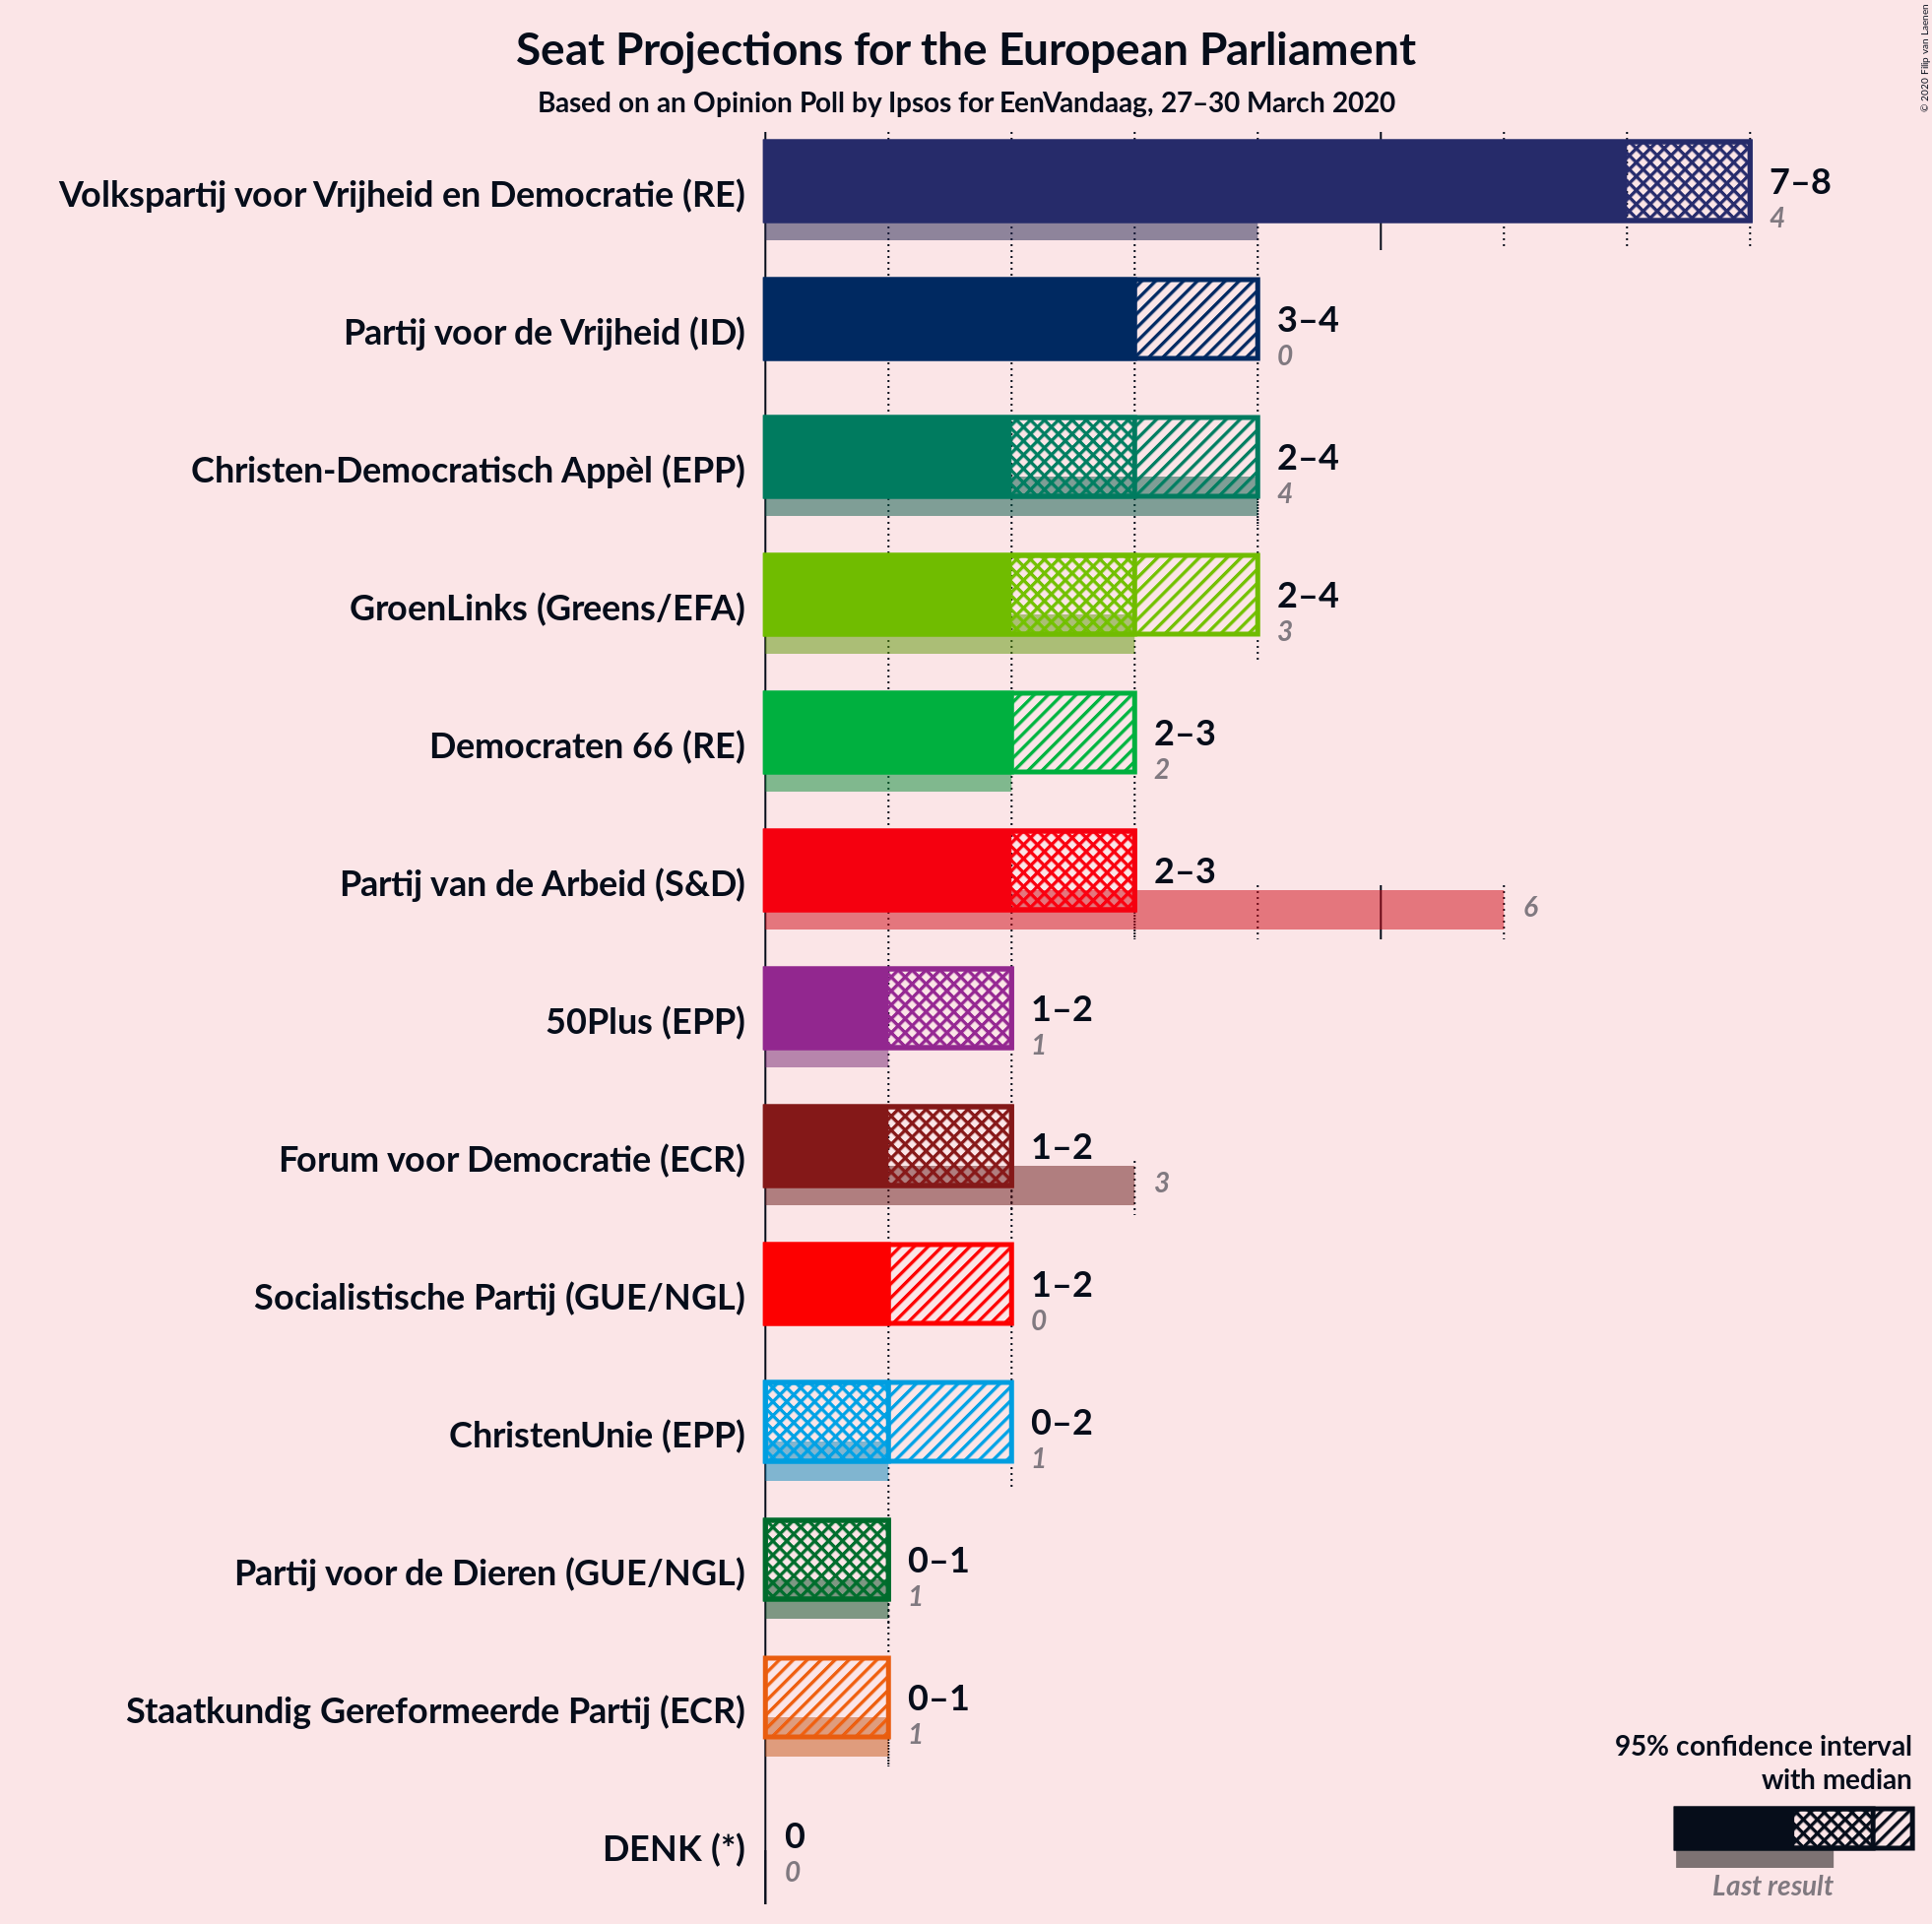 Seat Projections for the European Parliament
Based on an Opinion Poll by Ipsos for EenVandaag, 27–30 March 2020
© 2020 Filip van Laenen
Volkspartij voor Vrijheid en Democratie (RE)
7–8
4
Partij voor de Vrijheid (ID)
3–4
0
Christen-Democratisch Appèl (EPP)
2–4
4
GroenLinks (Greens/EFA)
2–4
3
Democraten 66 (RE)
2–3
2
Partij van de Arbeid (S&D)
2–3
6
50Plus (EPP)
1–2
1
Forum voor Democratie (ECR)
1–2
3
Socialistische Partij (GUE/NGL)
1–2
0
ChristenUnie (EPP)
0–2
1
Partij voor de Dieren (GUE/NGL)
0–1
1
Staatkundig Gereformeerde Partij (ECR)
0–1
1
DENK (*)
0
0
95% confidence interval
with median
Last result